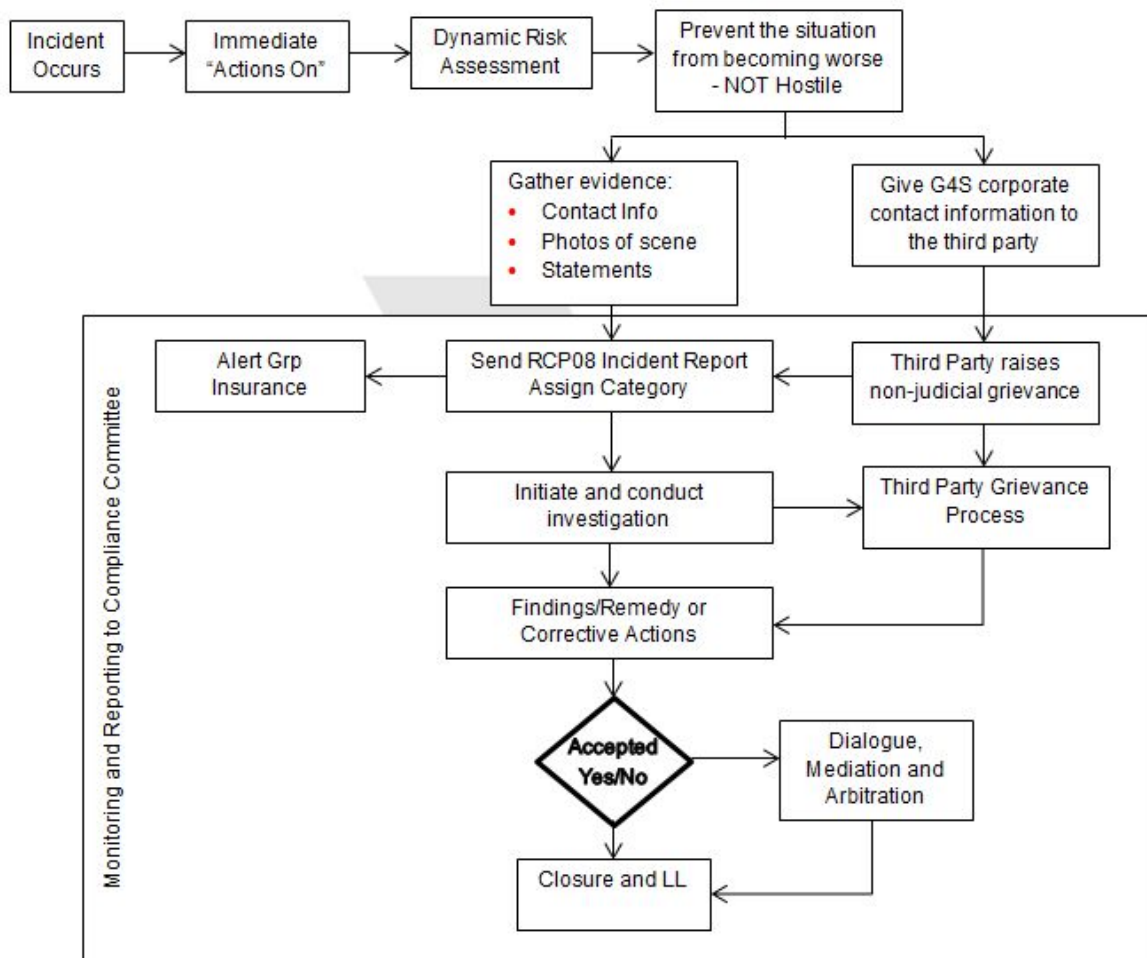 Incident
Occurs
Immediate
“Actions On”
Dynamic Risk
Assessment
Prevent the situation
from becoming worse
- NOT Hostile
Gather evidence:
• Contact Info
• Photos of scene
• Statements
Give G4S corporate
contact information to
the third party
Monitoring and Reporting to Compliance Committee
Alert Grp
Insurance
Send RCP08 Incident Report
Assign Category
Third Party raises
non-judicial grievance
Initiate and conduct
investigation
Third Party Grievance
Process
Findings/Remedy or
Corrective Actions
Accepted
Yes/No
Dialogue,
Mediation and
Arbitration
Closure and LL